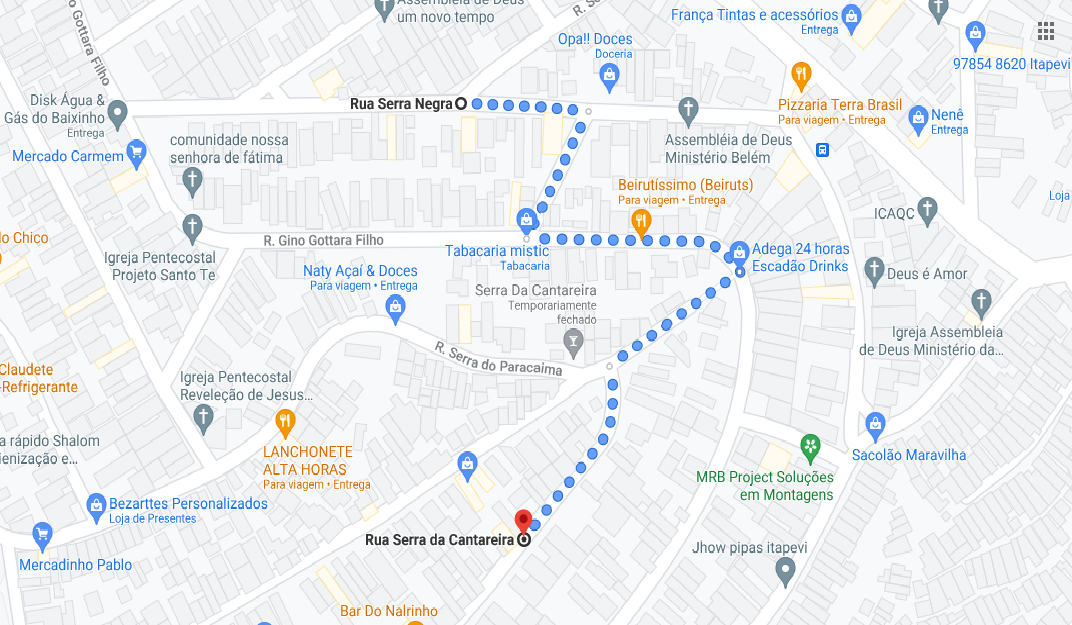 Gottara Filho
Assembleia de Deus
um novo tempo
R. S
França Tintas e acessórios
Entrega
Opa!! Doces
Doceria
97854 8620 Itapevi
Disk Água &
Gás do Baixinho
Entrega
Rua Serra Negra
Pizzaria Terra Brasil
Para viagem • Entrega
Nenê
Entrega
Mercado Carmem
comunidade nossa
senhora de fátima
Assembléia de Deus
Ministério Belém
Beirutíssimo (Beiruts)
Para viagem • Entrega
Loja
ICAQC
lo Chico
R. Gino Gottara Filho
Igreja Pentecostal
Projeto Santo Te
Tabacaria mistic
Tabacaria
Adega 24 horas
Escadão Drinks
Naty Açaí & Doces
Para viagem • Entrega
Serra Da Cantareira
Temporariamente
fechado
Deus é Amor
Igreja Assembleia
de Deus Ministério da...
R. Serra do Paracaima
Claudete
-Refrigerante
Igreja Pentecostal
Reveleção de Jesus...
a rápido Shalom
ienização e...
LANCHONETE
ALTA HORAS
Para viagem • Entrega
Sacolão Maravilha
MRB Project Soluções
em Montagens
Bezarttes Personalizados
Loja de Presentes
Rua Serra da Cantareira
Mercadinho Pablo
Jhow pipas itapevi
Bar Do Nalrinho